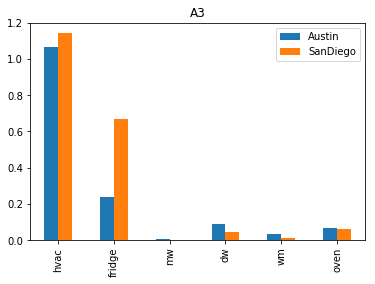 A3
Austin
SanDiego
1.2
1.0
0.8
0.6
0.4
0.2
0.0
hvac
fridge
mw
dw
wm
oven